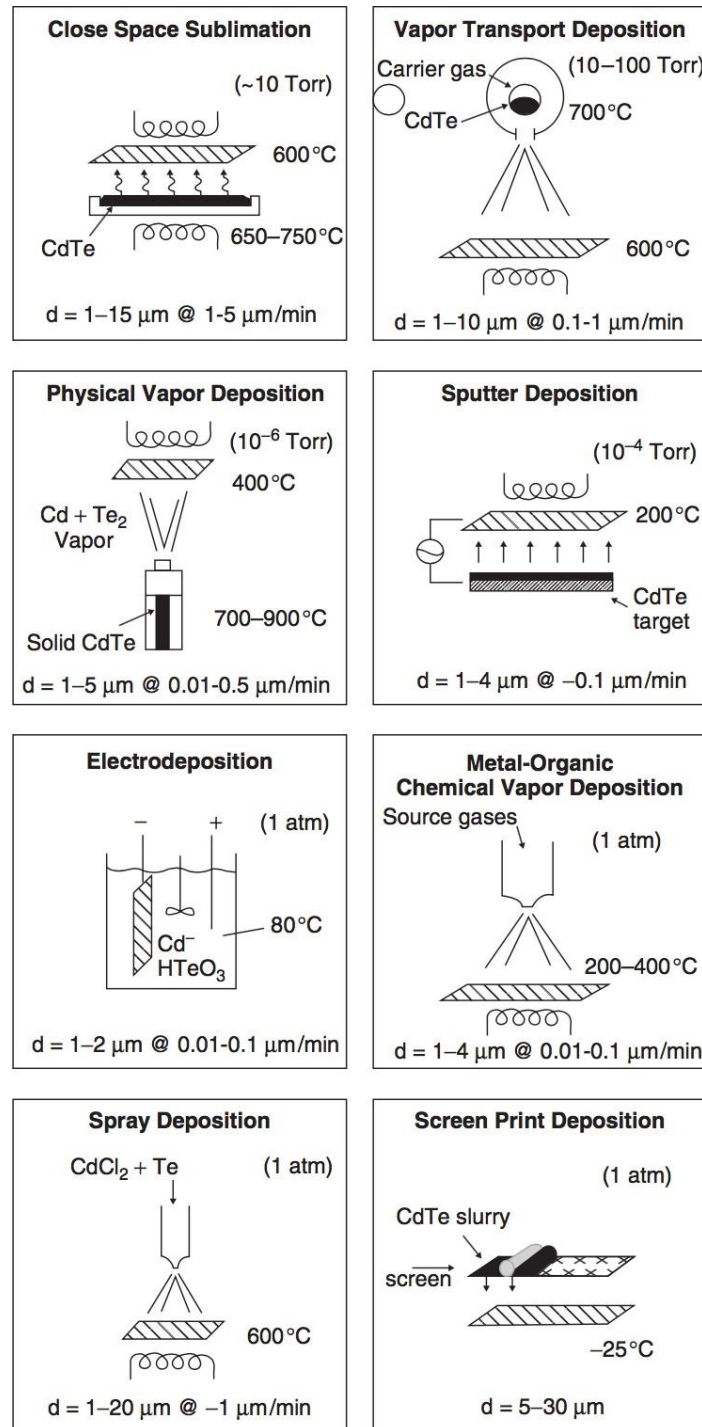 Close Space Sublimation
(~10 Torr)
600°C
CdTe
650–750°C
d = 1–15 μm @ 1-5 μm/min
Vapor Transport Deposition
Carrier gas
(10–100 Torr)
CdTe
700°C
600°C
d = 1–10 μm @ 0.1-1 μm/min
Physical Vapor Deposition
(10⁻⁶ Torr)
400°C
Cd + Te₂
Vapor
700–900°C
Solid CdTe
d = 1–5 μm @ 0.01-0.5 μm/min
Sputter Deposition
(10⁻⁴ Torr)
200°C
CdTe
target
d = 1–4 μm @ –0.1 μm/min
Electrodeposition
– + (1 atm)
80°C
Cd⁻
HTeO₃
d = 1–2 μm @ 0.01-0.1 μm/min
Metal-Organic
Chemical Vapor Deposition
Source gases
(1 atm)
200–400°C
d = 1–4 μm @ 0.01-0.1 μm/min
Spray Deposition
CdCl₂ + Te (1 atm)
600°C
d = 1–20 μm @ –1 μm/min
Screen Print Deposition
(1 atm)
CdTe slurry
screen
–25°C
d = 5–30 μm